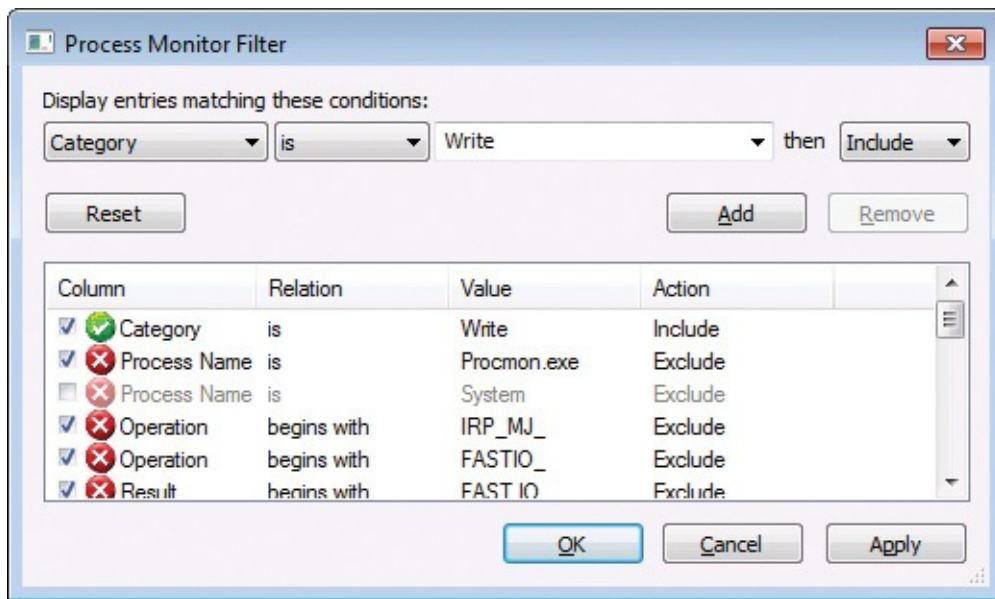 Process Monitor Filter
Display entries matching these conditions:
Category is Write then Include
Reset Add Remove
Column Relation Value Action
Category is Write Include
Process Name is Procmon.exe Exclude
Process Name is System Exclude
Operation begins with IRP_MJ_ Exclude
Operation begins with FASTIO_ Exclude
Result begins with FAST IO Exclude
OK Cancel Apply